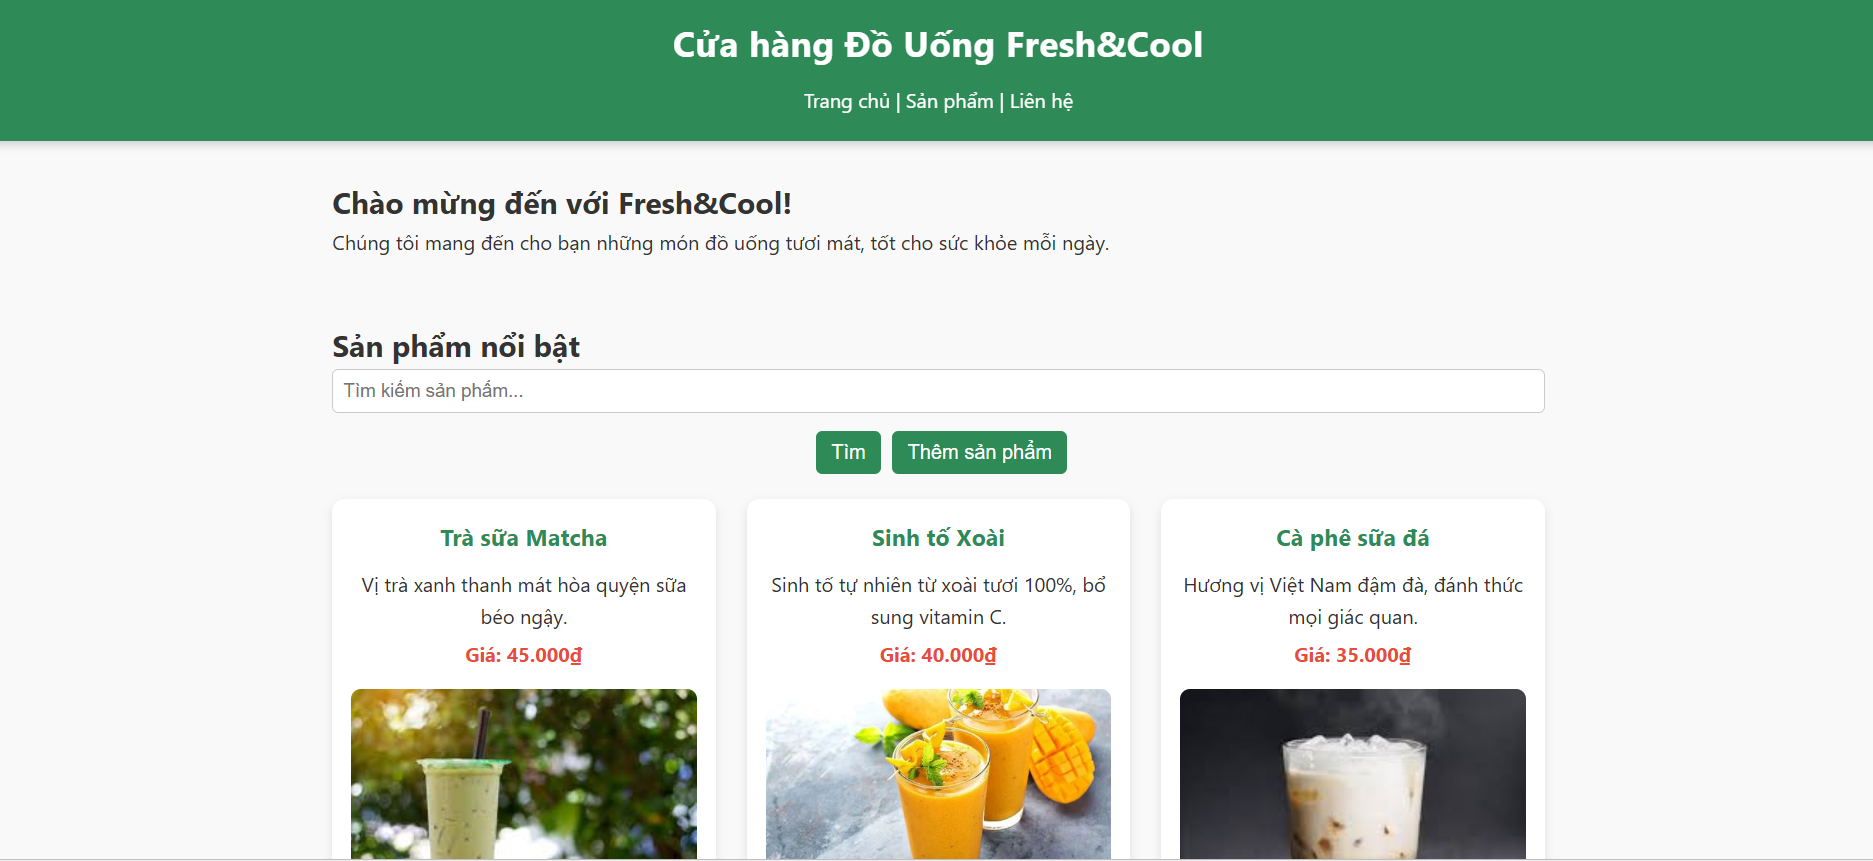 Cửa hàng Đồ Uống Fresh&Cool
Trang chủ | Sản phẩm | Liên hệ
Chào mừng đến với Fresh&Cool!
Chúng tôi mang đến cho bạn những món đồ uống tươi mát, tốt cho sức khỏe mỗi ngày.
Sản phẩm nổi bật
Tìm kiếm sản phẩm...
Tìm
Thêm sản phẩm
Trà sữa Matcha
Vị trà xanh thanh mát hòa quyện sữa
béo ngậy.
Giá: 45.000₫
Sinh tố Xoài
Sinh tố tự nhiên từ xoài tươi 100%, bổ
sung vitamin C.
Giá: 40.000₫
Cà phê sữa đá
Hương vị Việt Nam đậm đà, đánh thức
mọi giác quan.
Giá: 35.000₫